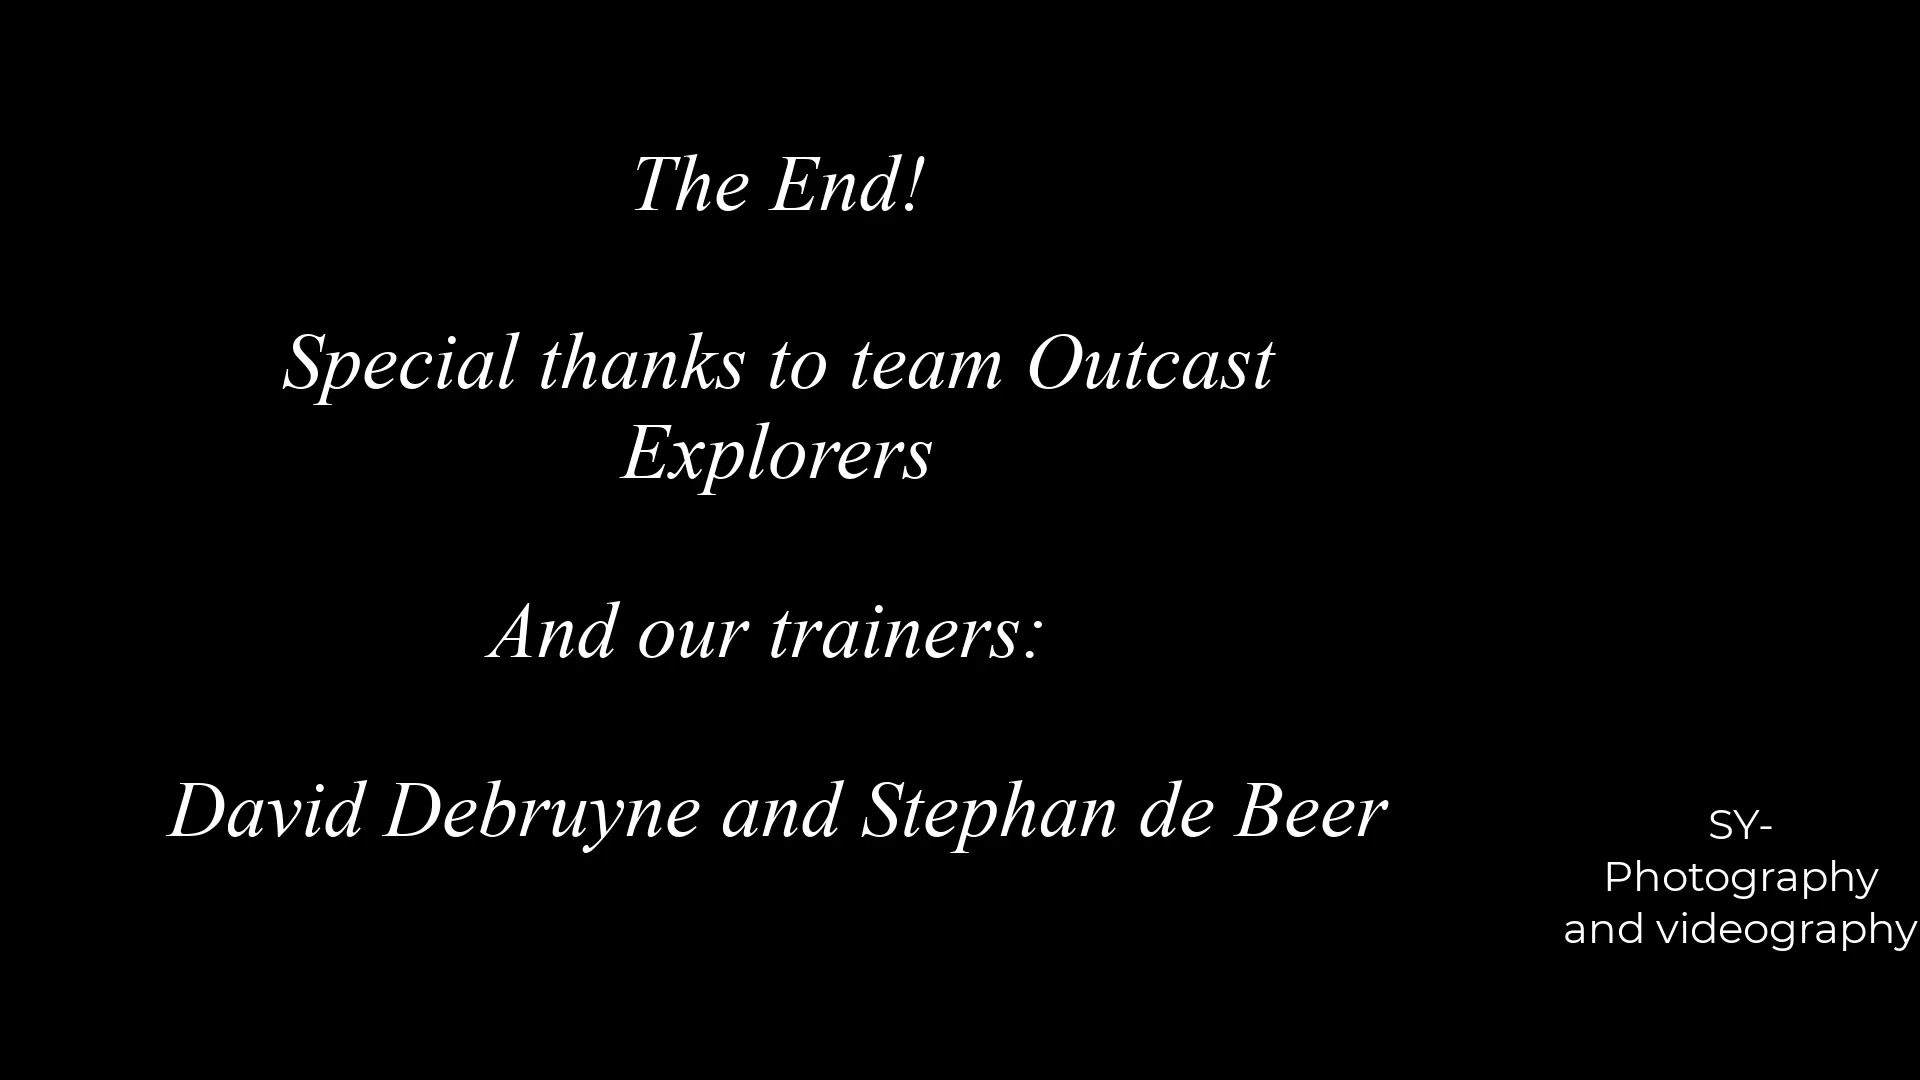 The End!
Special thanks to team Outcast
Explorers
And our trainers:
David Debruyne and Stephan de Beer
SY-
Photography
and videography